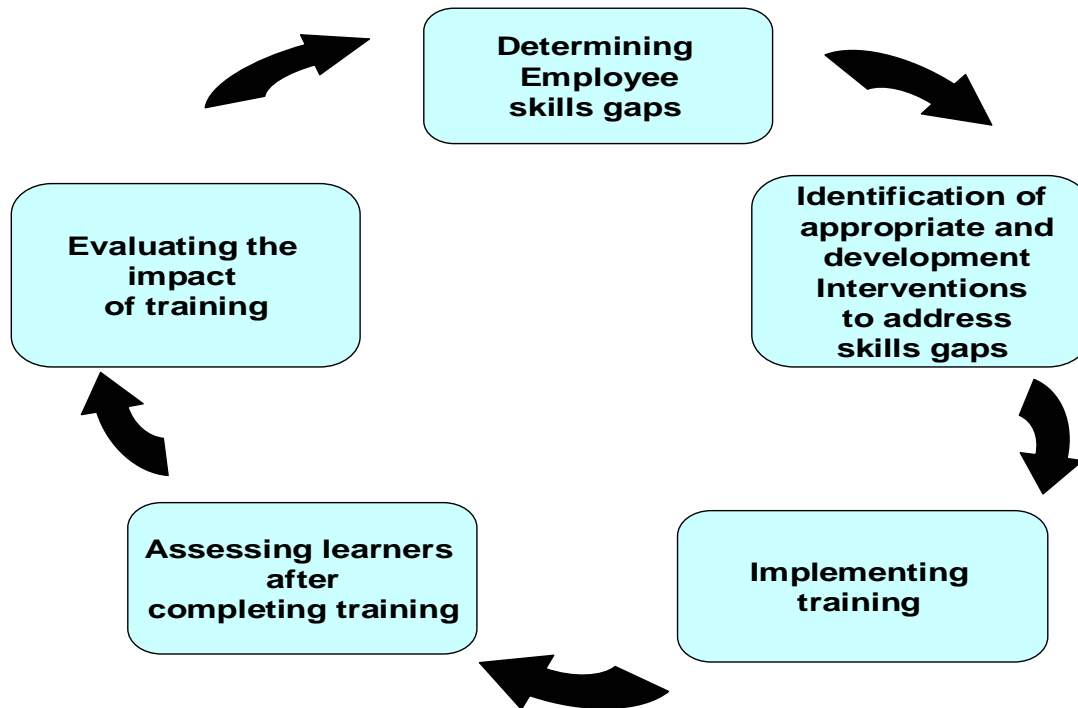 Determining
Employee
skills gaps
Identification of
appropriate and
development
Interventions
to address
skills gaps
Implementing
training
Assessing learners
after
completing training
Evaluating the
impact
of training